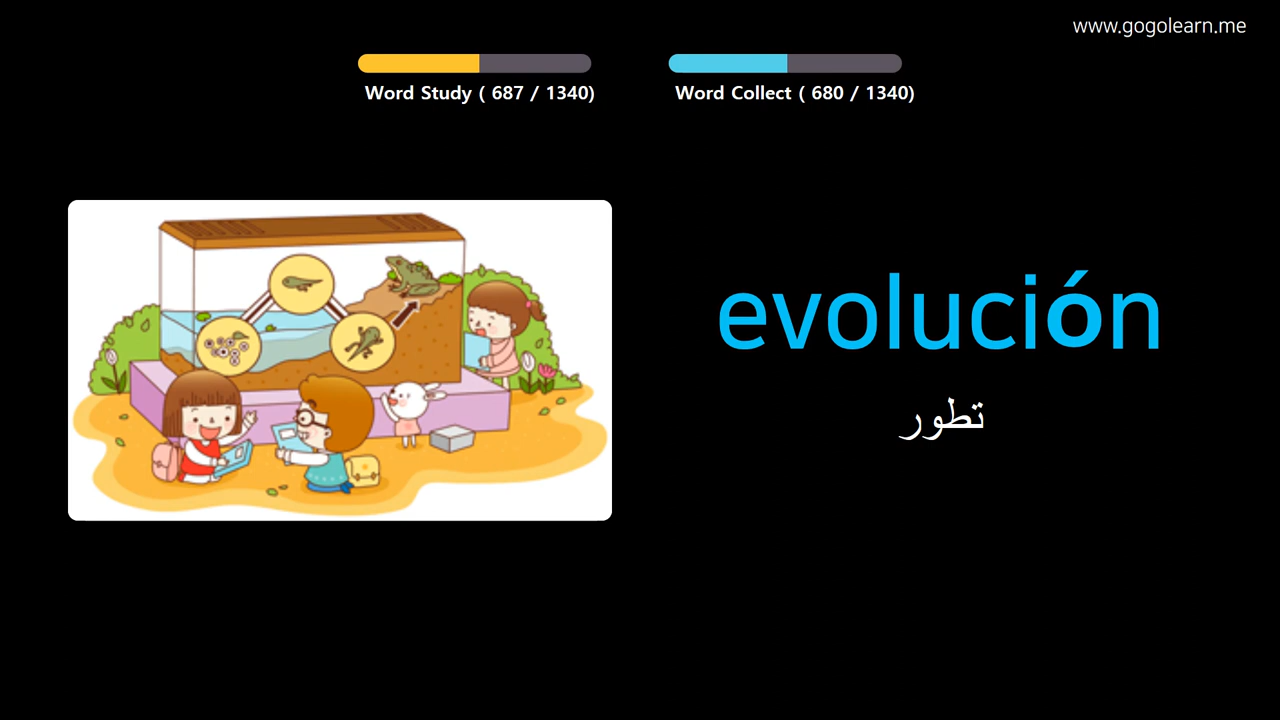 www.gogolearn.me
Word Study ( 687 / 1340)
Word Collect ( 680 / 1340)
evolución
تطور